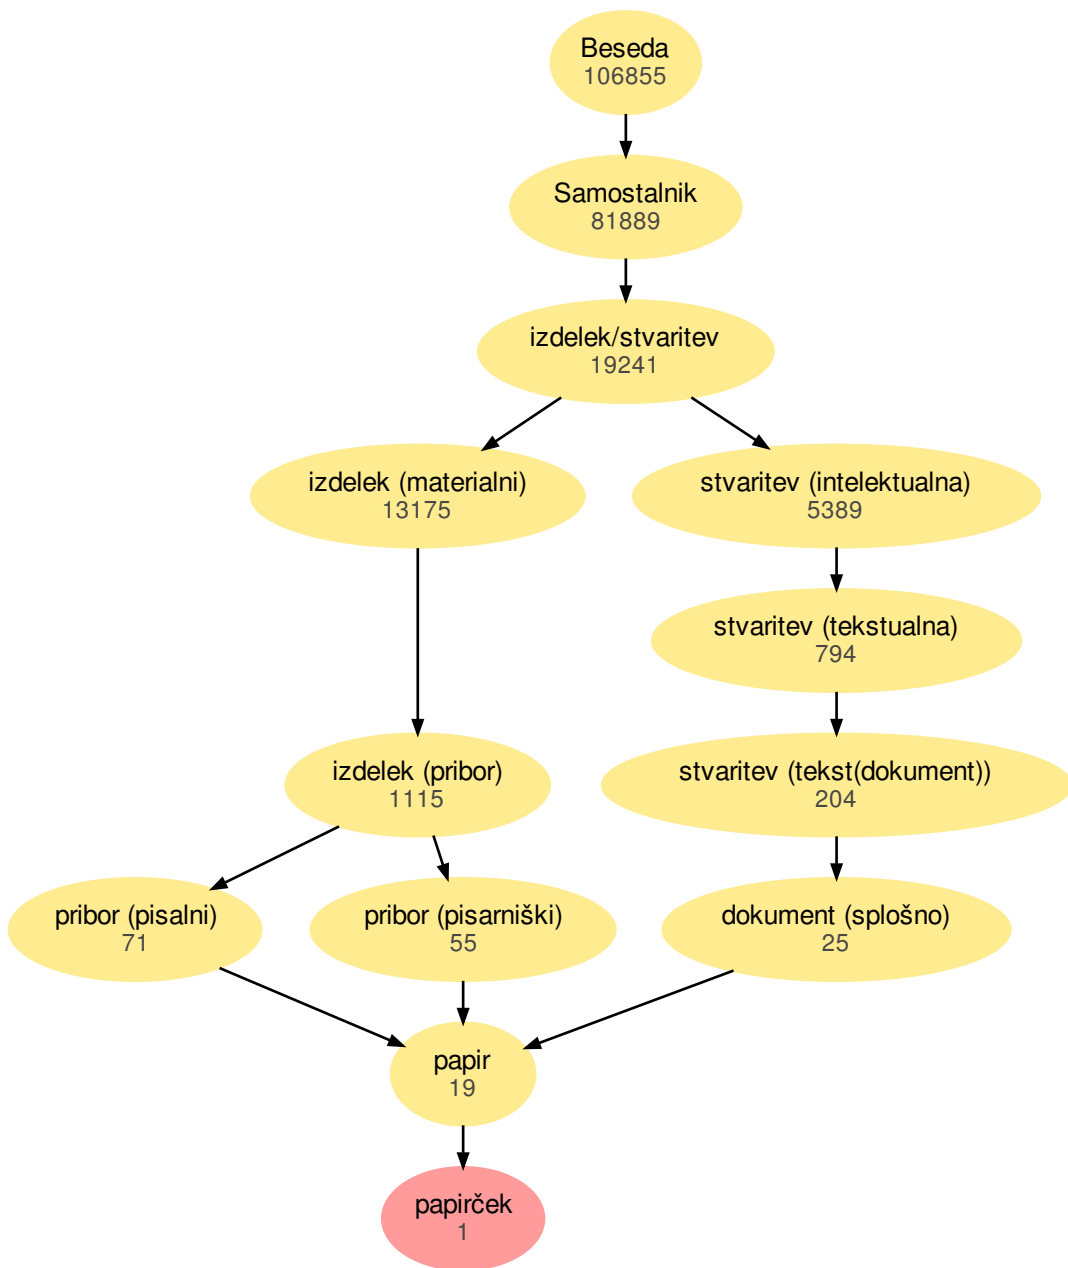 Beseda
106855
Samostalnik
81889
izdelek/stvaritev
19241
izdelek (materialni)
13175
stvaritev (intelektualna)
5389
stvaritev (tekstualna)
794
izdelek (pribor)
1115
stvaritev (tekst(dokument))
204
pribor (pisalni)
71
pribor (pisarniški)
55
dokument (splošno)
25
papir
19
papirček
1